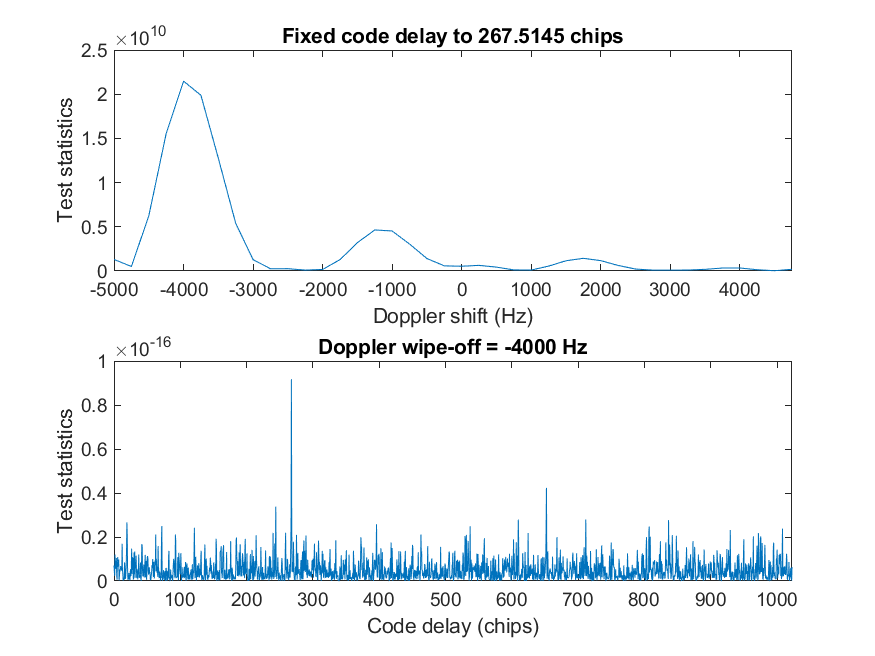 Fixed code delay to 267.5145 chips
×10^10
2.5
2
1.5
1
0.5
0
Test statistics
-5000 -4000 -3000 -2000 -1000 0 1000 2000 3000 4000
Doppler shift (Hz)
Doppler wipe-off = -4000 Hz
×10^-16
1
0.8
0.6
0.4
0.2
0
Test statistics
0 100 200 300 400 500 600 700 800 900 1000
Code delay (chips)